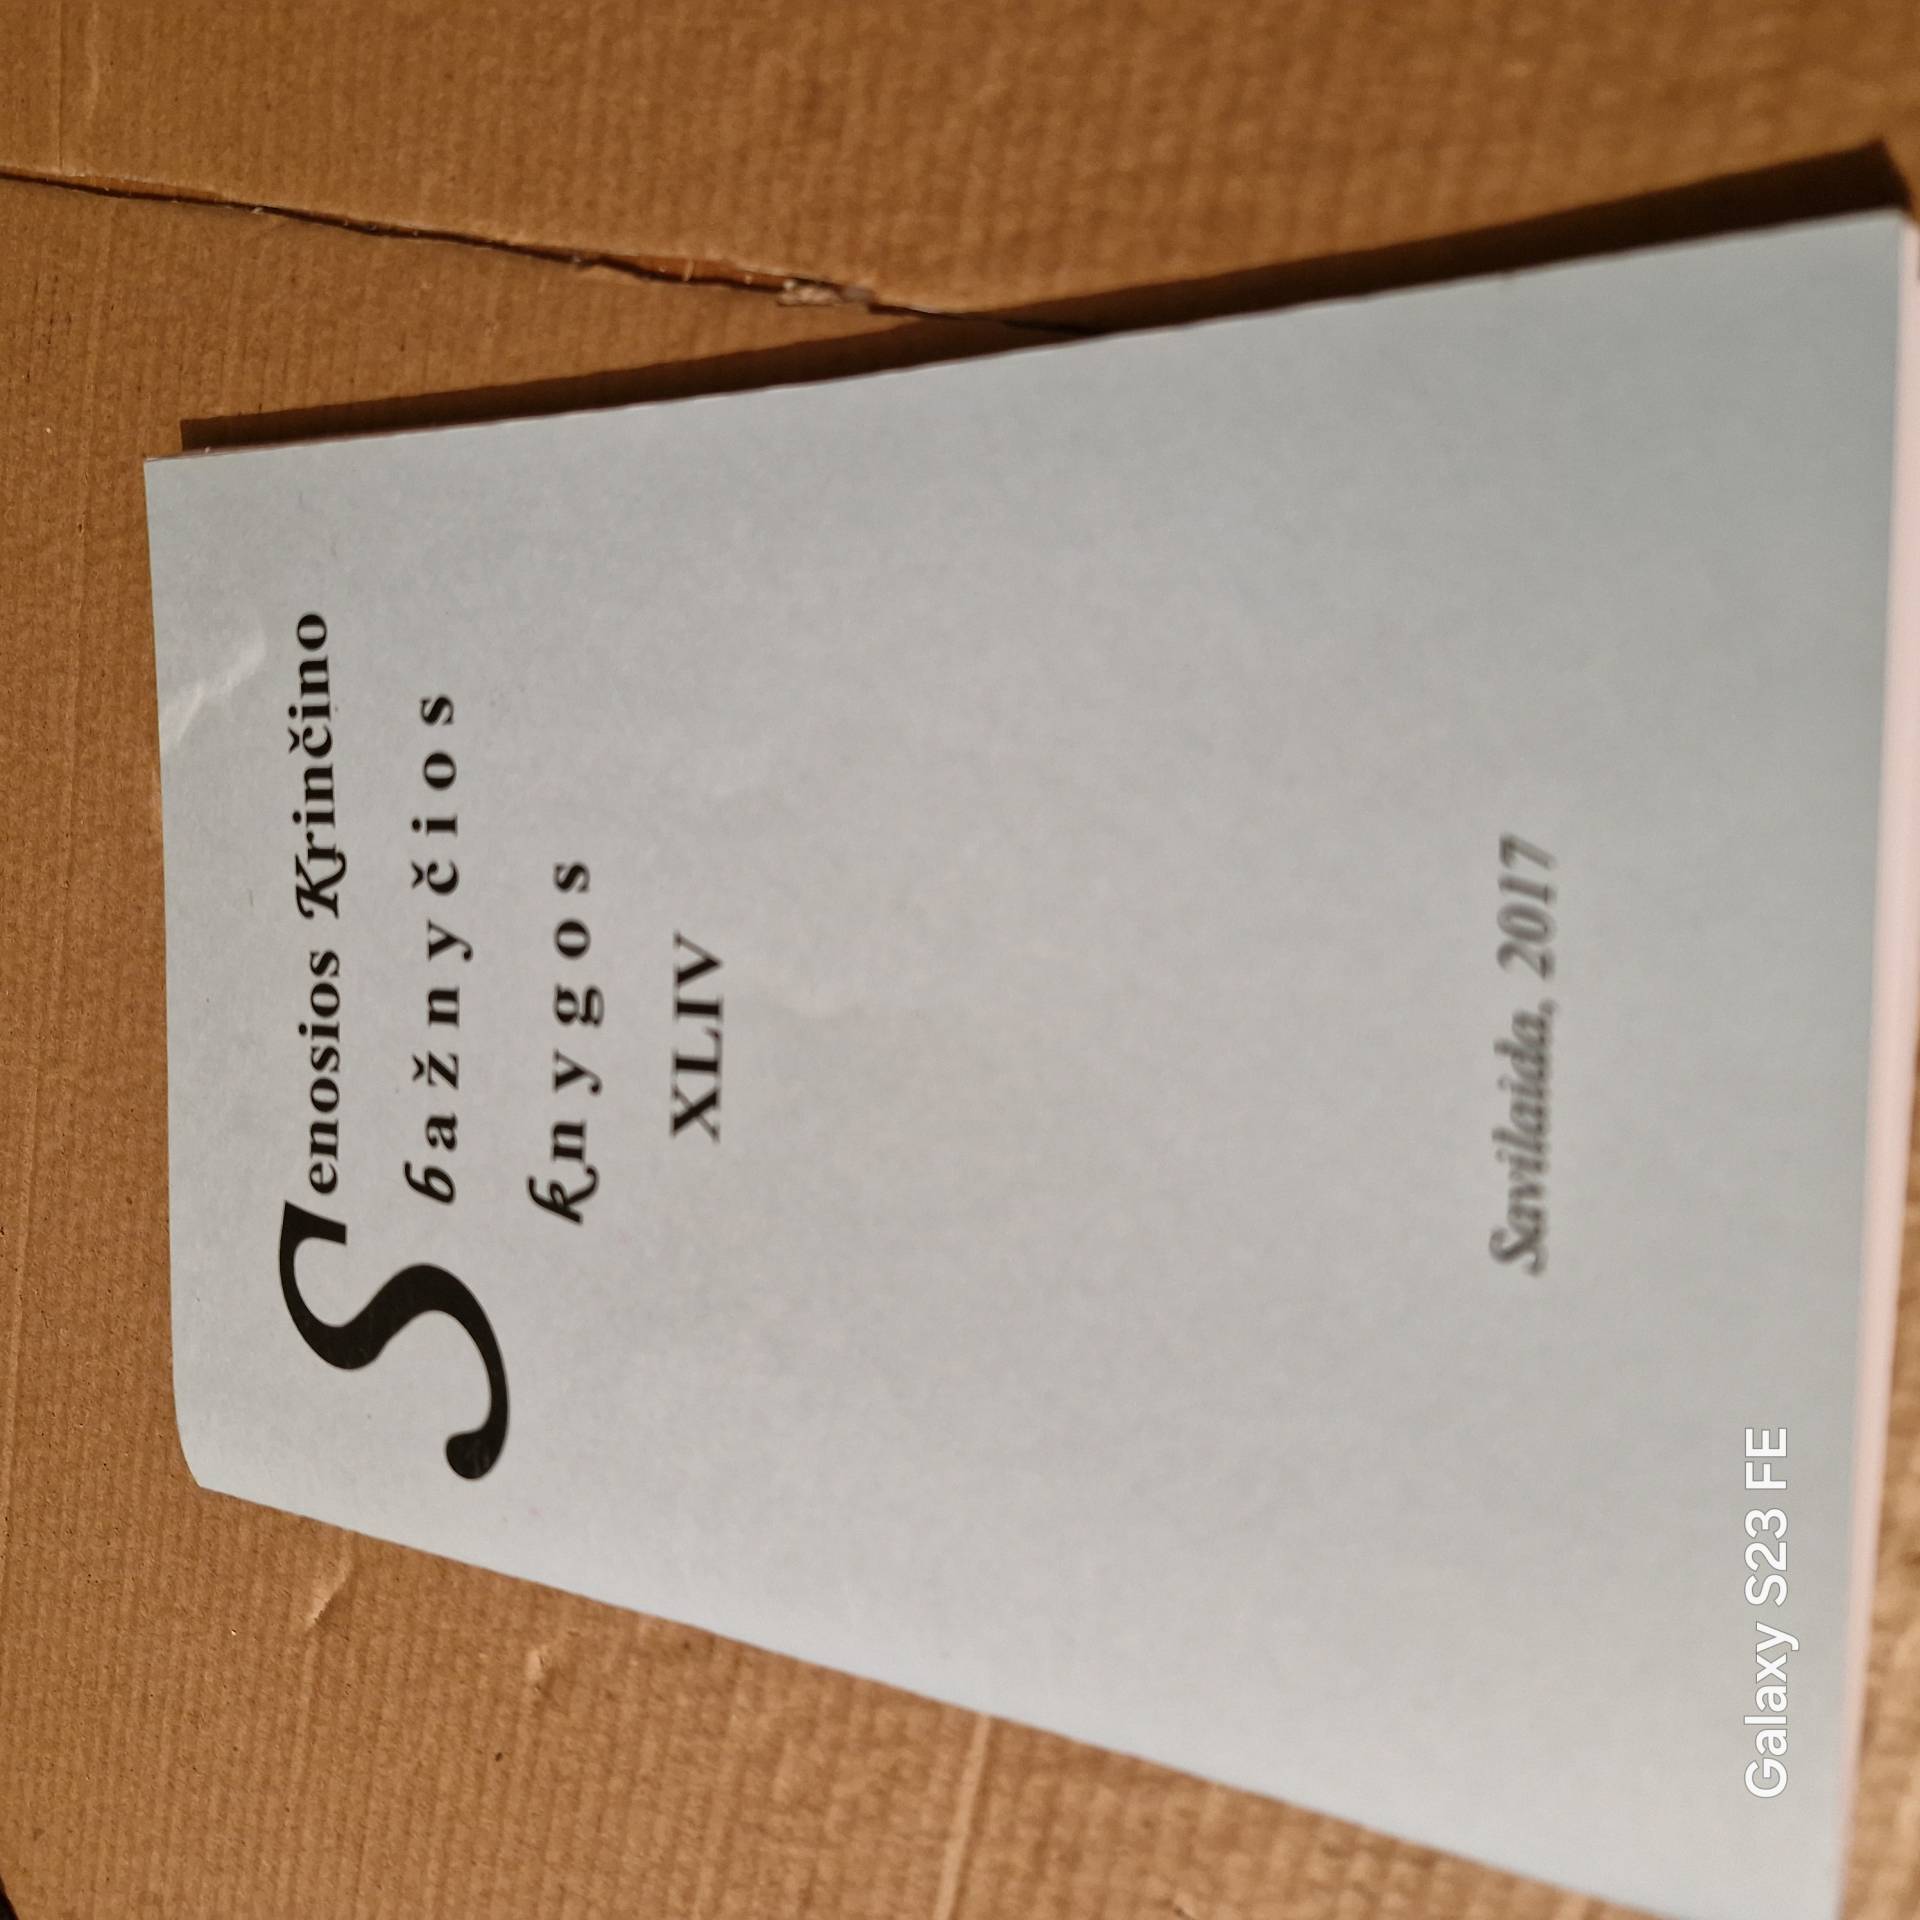 Senosios Krinčino
bažnyčios
knygos
XLIV
Savilaida, 2017
Galaxy S23 FE